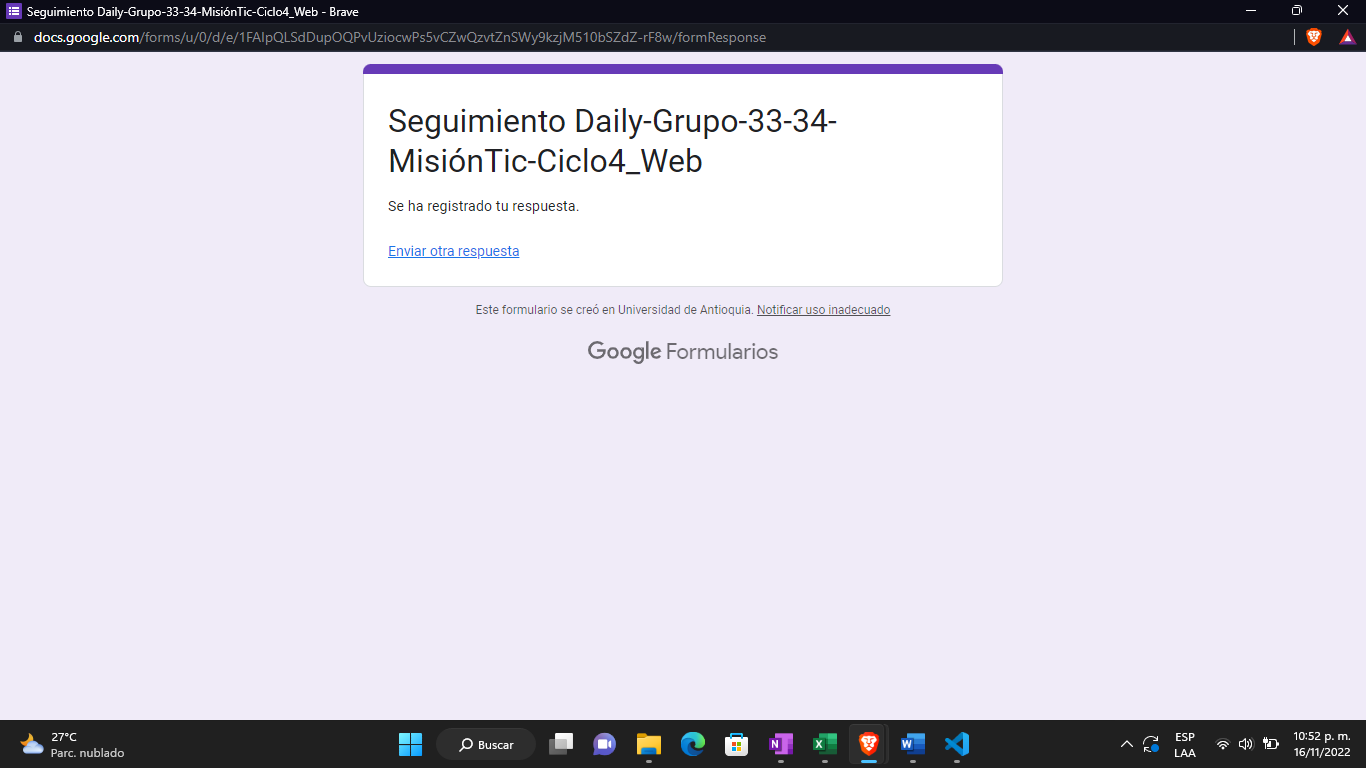 Seguimiento Daily-Grupo-33-34-MisiónTic-Ciclo4_Web - Brave
docs.google.com/forms/u/0/d/e/1FAIpQLSdDupOQPvUziocwPs5vCZwQzvtZnSWy9kzjM510bSZdZ-rF8w/formResponse
Seguimiento Daily-Grupo-33-34-
MisiónTic-Ciclo4_Web
Se ha registrado tu respuesta.
Enviar otra respuesta
Este formulario se creó en Universidad de Antioquia. Notificar uso inadecuado
Google Formularios
27°C
Parc. nublado
Buscar
ESP
LAA
10:52 p. m.
16/11/2022